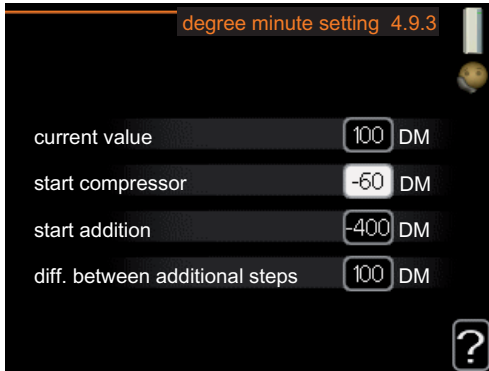 degree minute setting 4.9.3
current value 100 DM
start compressor -60 DM
start addition -400 DM
diff. between additional steps 100 DM
?